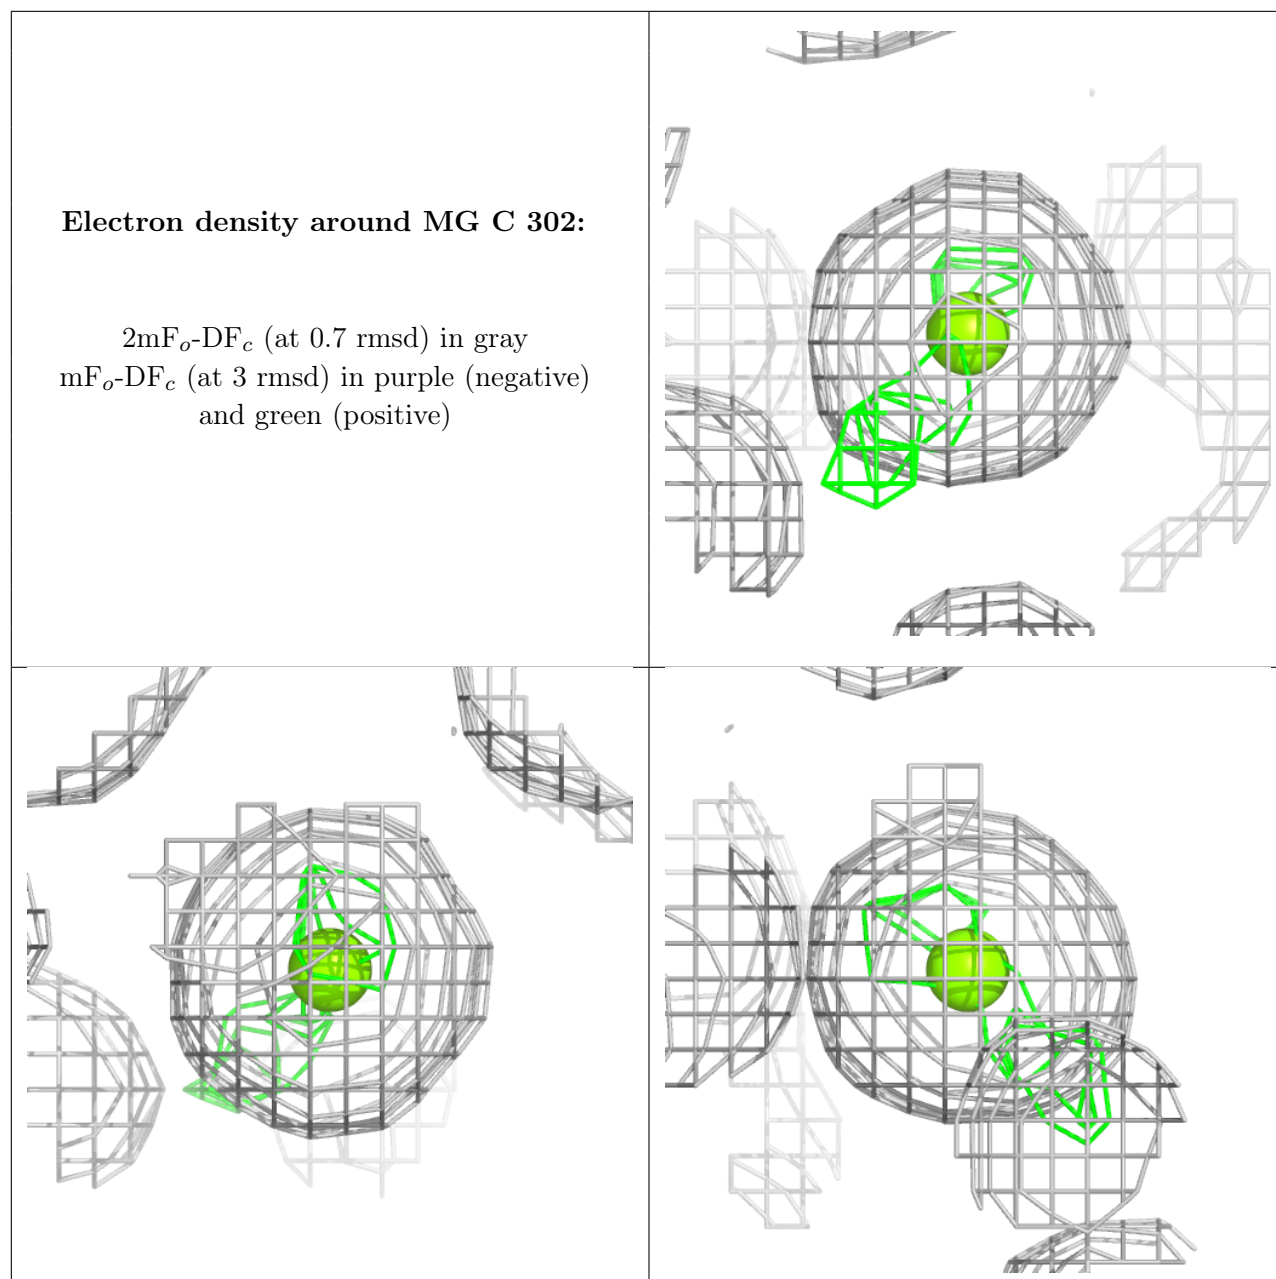 Electron density around MG C 302:
2mFo-DFc (at 0.7 rmsd) in gray
mFo-DFc (at 3 rmsd) in purple (negative)
and green (positive)